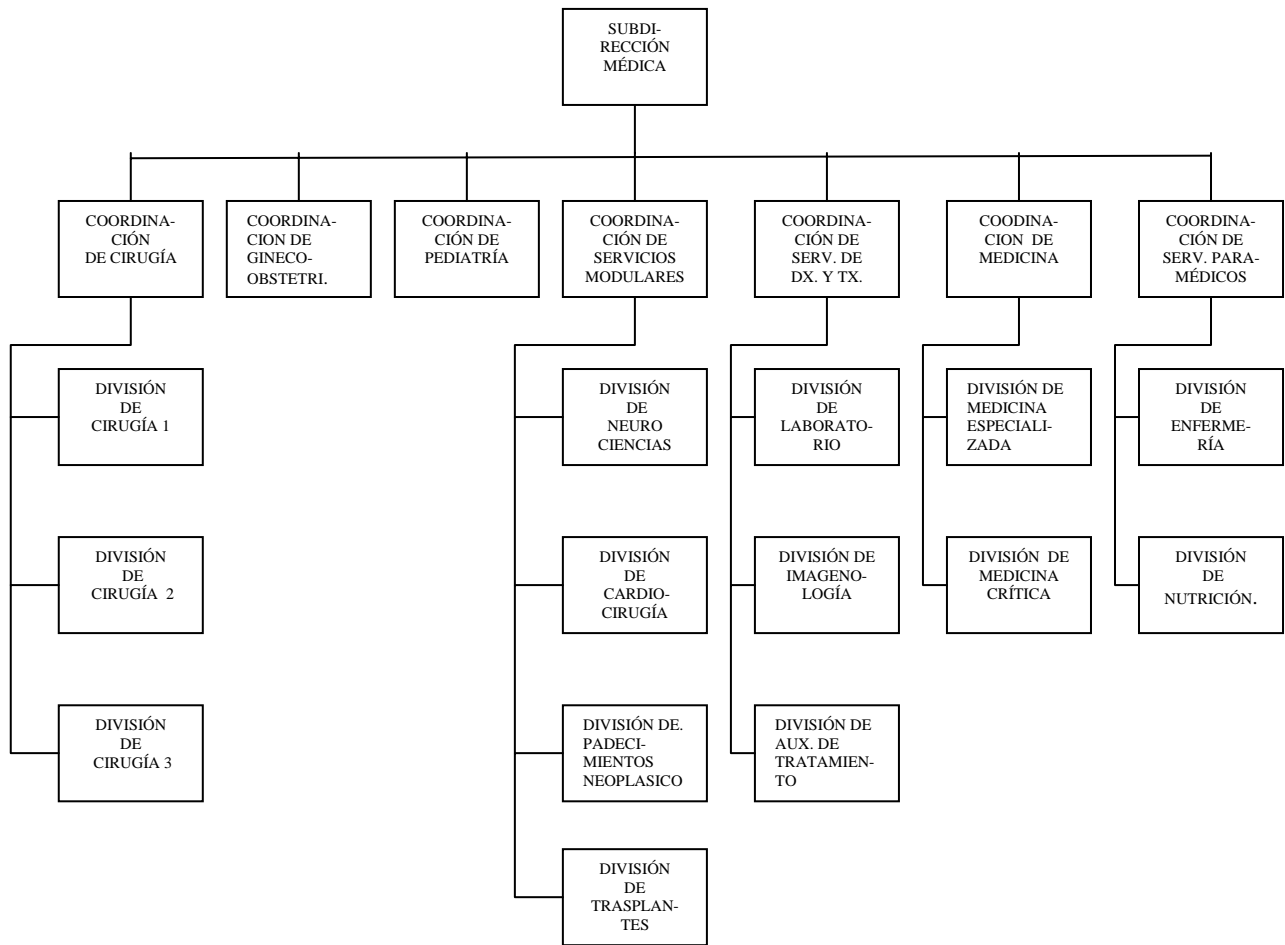 SUBDI-
RECCIÓN
MÉDICA
COORDINA-
CIÓN
DE CIRUGÍA
COORDINA-
CION DE
GINECO-
OBSTETRI.
COORDINA-
CIÓN DE
PEDIATRÍA
COORDINA-
CIÓN DE
SERVICIOS
MODULARES
COORDINA-
CIÓN DE
SERV. DE
DX. Y TX.
COODINA-
CION DE
MEDICINA
COORDINA-
CIÓN DE
SERV. PARA-
MÉDICOS
DIVISIÓN
DE
CIRUGÍA 1
DIVISIÓN
DE
NEURO
CIENCIAS
DIVISIÓN
DE
LABORATO-
RIO
DIVISIÓN DE
MEDICINA
ESPECIALI-
ZADA
DIVISIÓN
DE
ENFERME-
RÍA
DIVISIÓN
DE
CIRUGÍA 2
DIVISIÓN
DE
CARDIO-
CIRUGÍA
DIVISIÓN DE
IMAGENO-
LOGÍA
DIVISIÓN DE
MEDICINA
CRÍTICA
DIVISIÓN
DE
NUTRICIÓN.
DIVISIÓN
DE
CIRUGÍA 3
DIVISIÓN DE.
PADECI-
MIENTOS
NEOPLASICO
DIVISIÓN DE
AUX. DE
TRATAMIEN-
TO
DIVISIÓN
DE
TRASPLAN-
TES